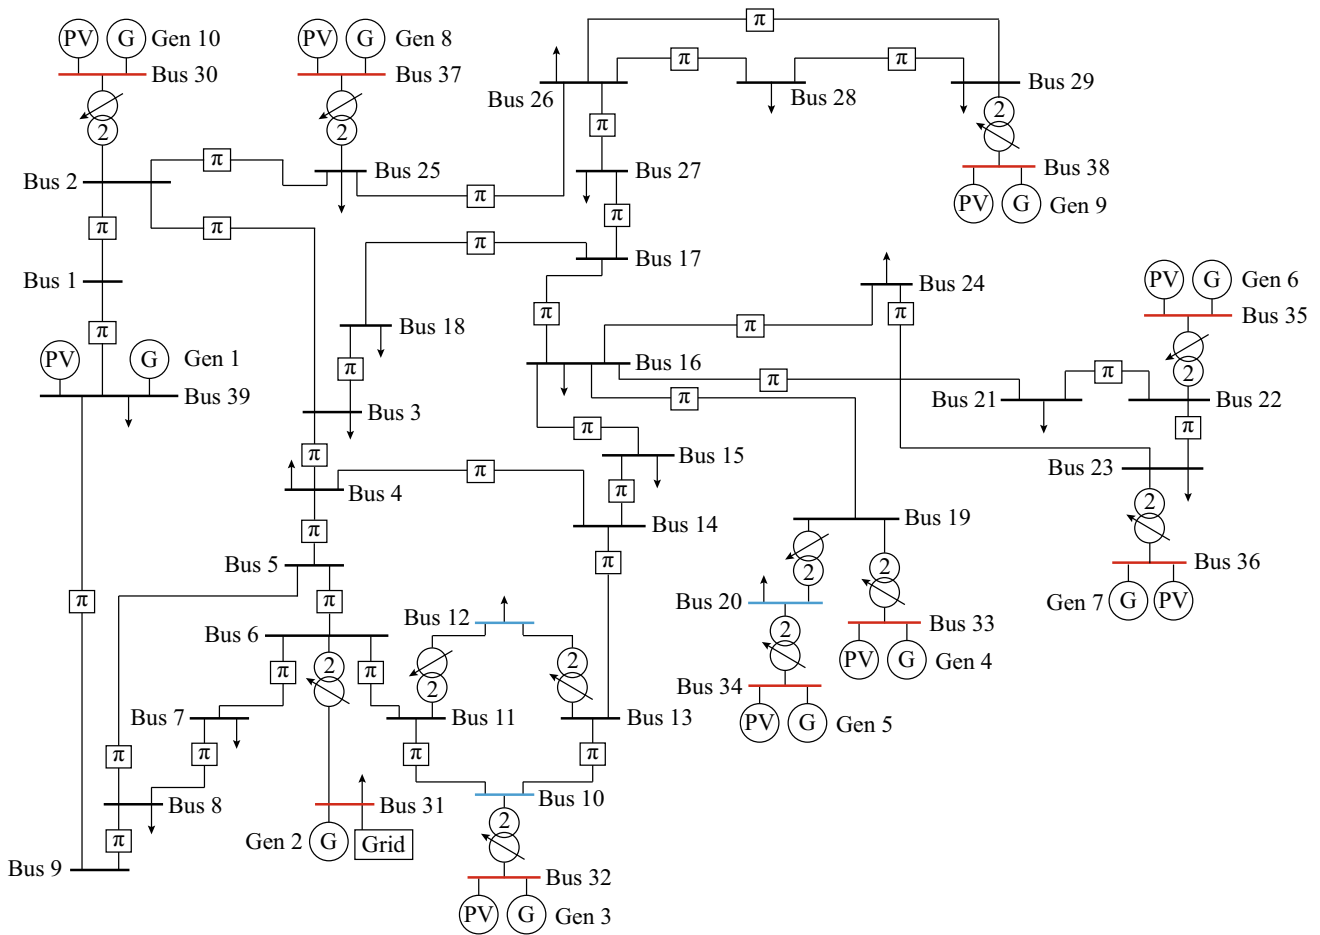 π
PV G Gen 10
PV G Gen 8
Bus 30
Bus 37
π
π
Bus 26
Bus 28
Bus 29
2
2
2
π
π
Bus 2
Bus 25
Bus 27
Bus 38
π
PV G Gen 9
π
π
π
π
Bus 17
Bus 1
Bus 24
PV G Gen 6
π
π
Bus 35
Bus 18
π
π
PV G Gen 1
Bus 16
2
π
π
π
Bus 39
π
Bus 21
Bus 22
Bus 3
π
π
π
Bus 15
Bus 23
π
Bus 4
π
2
Bus 14
Bus 19
π
π
Bus 36
Bus 5
2
2
π
π
Bus 20
Gen 7 G PV
Bus 12
Bus 33
Bus 6
2
PV G Gen 4
π
2
π
2
2
Bus 34
Bus 7
Bus 11
Bus 13
PV G Gen 5
π
π
π
π
Bus 8
Bus 31
Bus 10
2
π
Gen 2 G Grid
Bus 9
Bus 32
PV G Gen 3